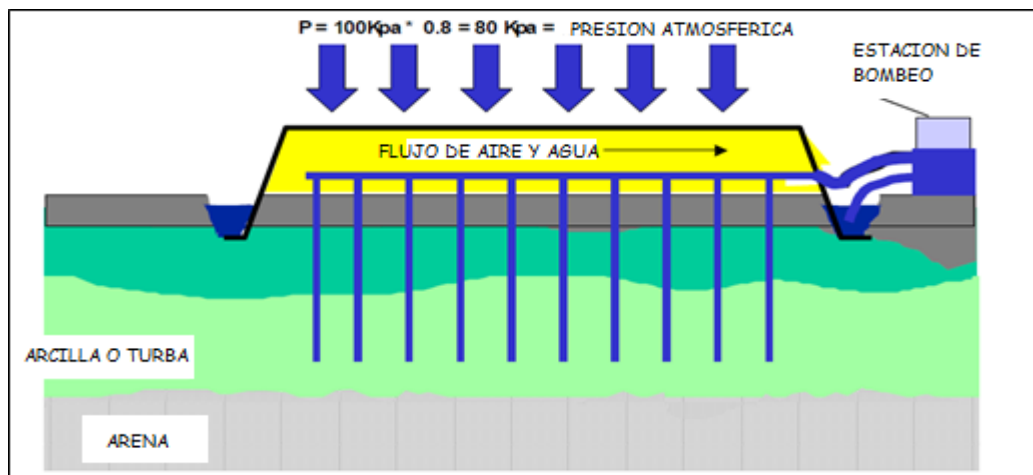 P = 100Kpa * 0.8 = 80 Kpa = PRESION ATMOSFERICA
ESTACION DE
BOMBEO
FLUJO DE AIRE Y AGUA
ARCILLA O TURBA
ARENA